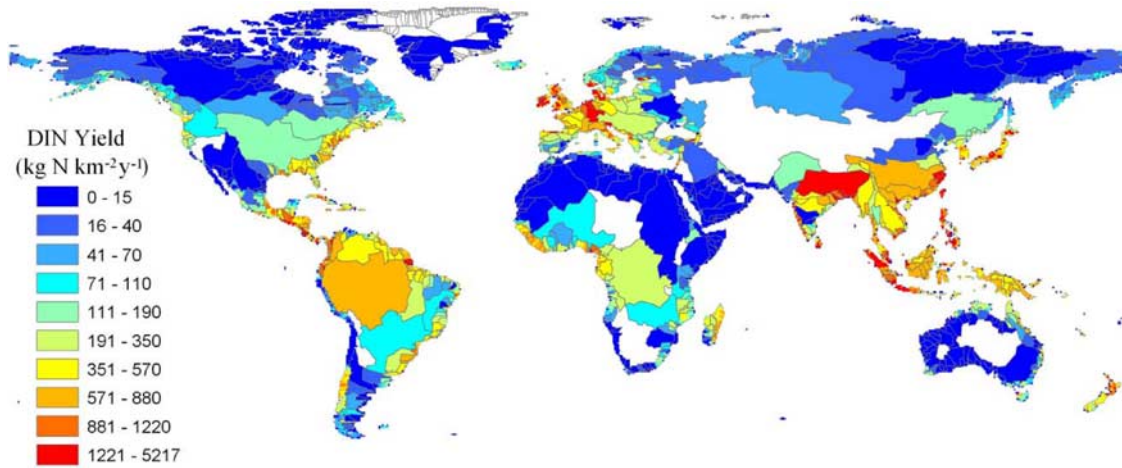 DIN Yield
(kg N km⁻² y⁻¹)
0 - 15
16 - 40
41 - 70
71 - 110
111 - 190
191 - 350
351 - 570
571 - 880
881 - 1220
1221 - 5217